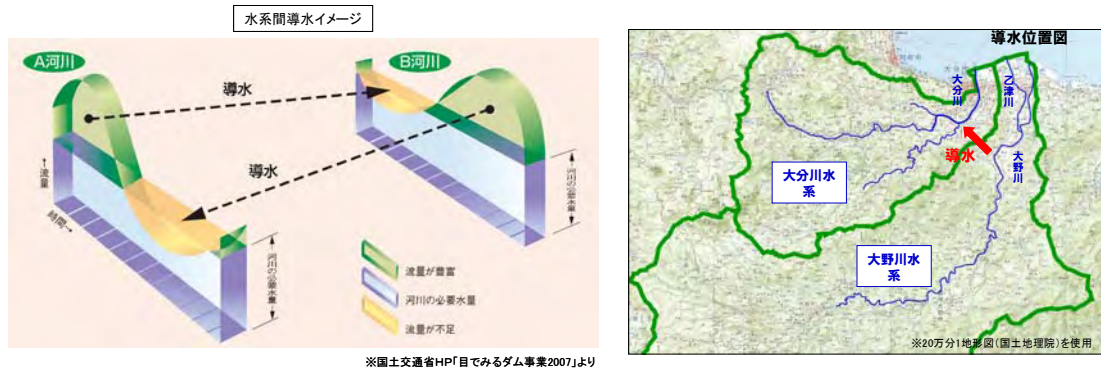 水系間導水イメージ
A河川
B河川
導水
導水
↑流量
時間→
河川の必要水量
河川の必要水量
流量が豊富
河川の必要水量
流量が不足
※国土交通省HP「目でみるダム事業2007」より
導水位置図
大分川
乙津川
大野川
導水
大分川水
系
大野川水
系
※20万分1地形図(国土地理院)を使用